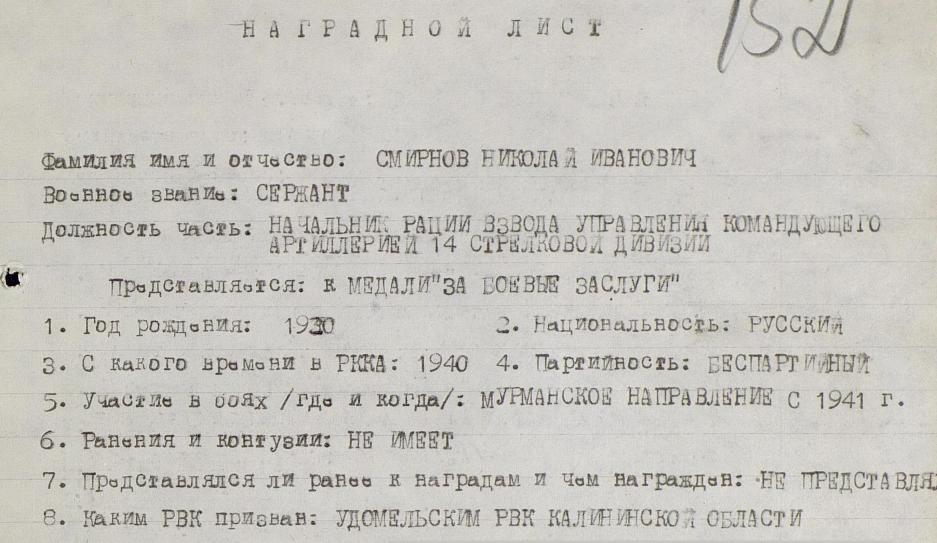 НАГРАДНОЙ ЛИСТ
152
Фамилия имя и отчество: СМИРНОВ НИКОЛАЙ ИВАНОВИЧ
Военное звание: СЕРЖАНТ
Должность часть: НАЧАЛЬНИК РАЦИИ ВЗВОДА УПРАВЛЕНИЯ КОМАНДУЮЩЕГО
АРТИЛЛЕРИЕЙ 14 СТРЕЛКОВОЙ ДИВИЗИИ
Представляется: к МЕДАЛИ"ЗА БОЕВЫЕ ЗАСЛУГИ"
1. Год рождения: 1920 2. Национальность: РУССКИЙ
3. С какого времени в РККА: 1940 4. Партийность: БЕСПАРТИЙНЫЙ
5. Участие в боях /где и когда/: МУРМАНСКОЕ НАПРАВЛЕНИЕ С 1941 г.
6. Ранения и контузии: НЕ ИМЕЕТ
7. Представлялся ли ранее к наградам и чем награжден: НЕ ПРЕДСТАВЛЯ
8. Каким РВК призван: УДОМЕЛЬСКИМ РВК КАЛИНИНСКОЙ ОБЛАСТИ